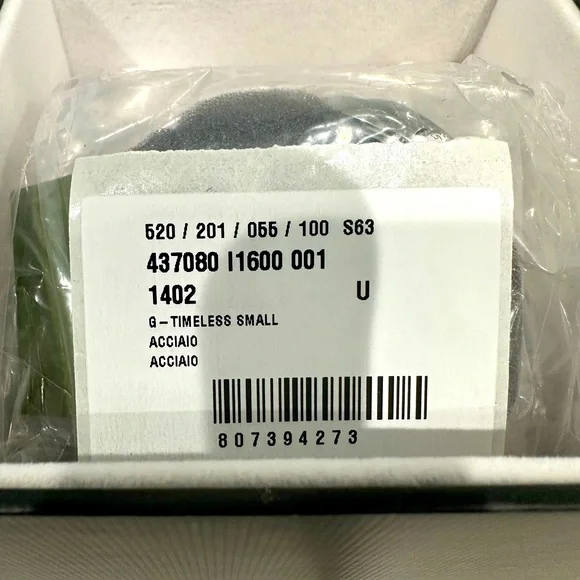 520 / 201 / 055 / 100 S63
437080 I1600 001
1402 U
G-TIMELESS SMALL
ACCIAIO
ACCIAIO
807394273